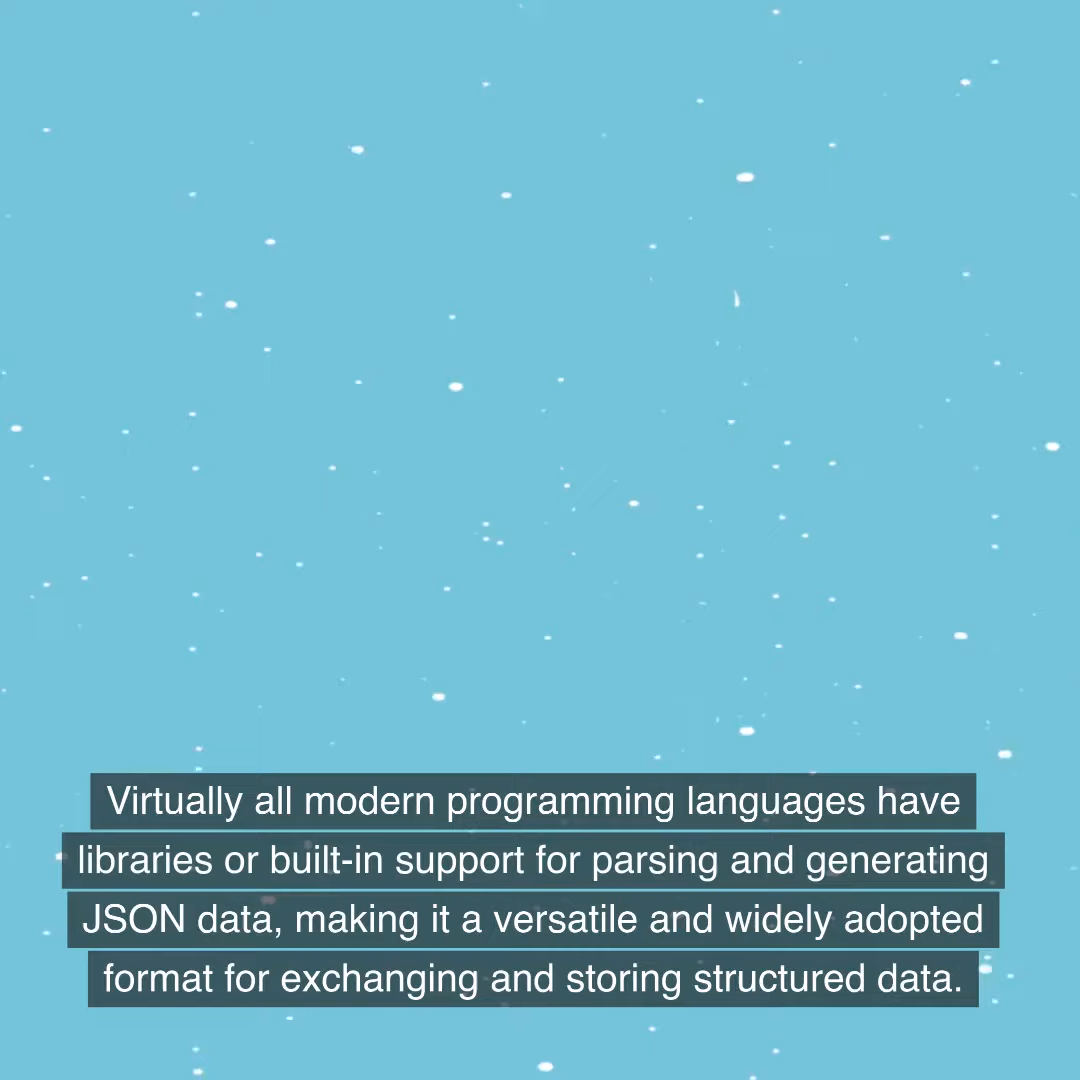 Virtually all modern programming languages have
libraries or built-in support for parsing and generating
JSON data, making it a versatile and widely adopted
format for exchanging and storing structured data.